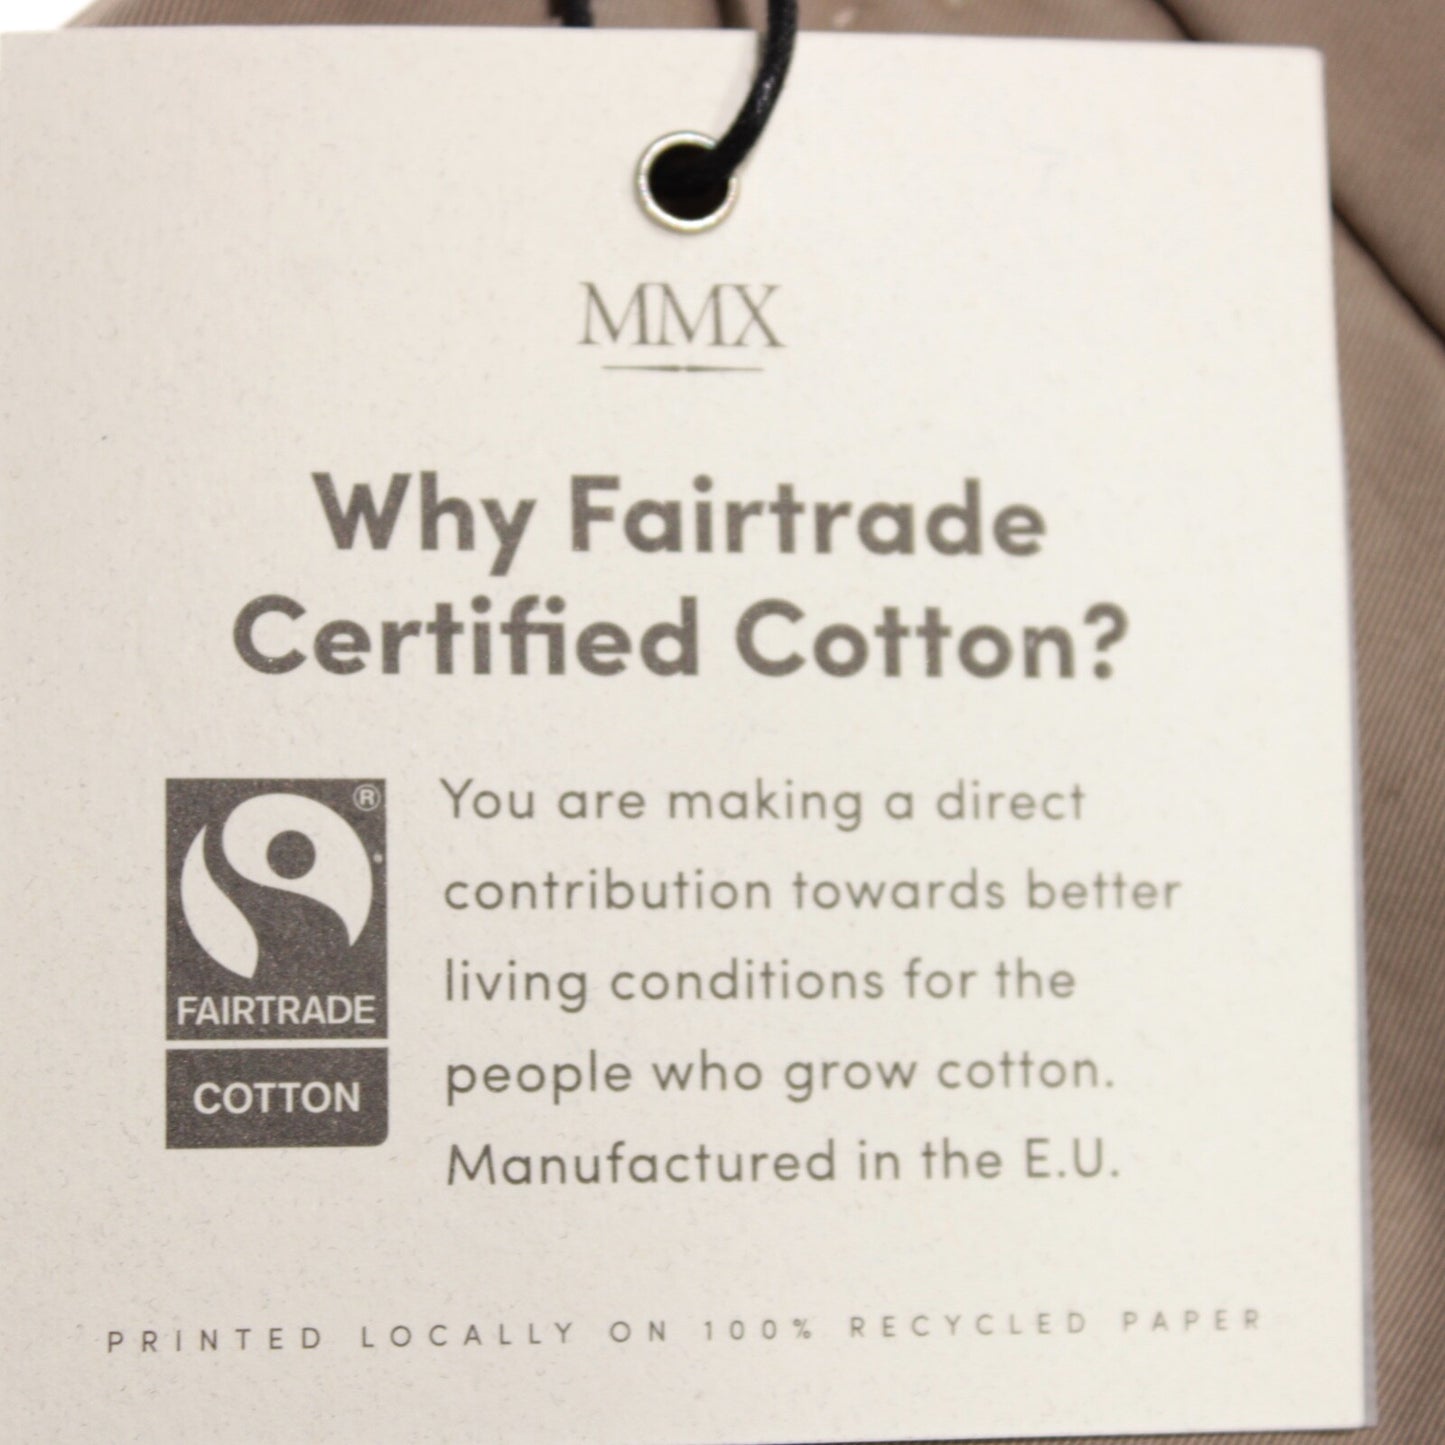 MMX
Why Fairtrade
Certified Cotton?
®
FAIRTRADE
COTTON
You are making a direct
contribution towards better
living conditions for the
people who grow cotton.
Manufactured in the E.U.
PRINTED LOCALLY ON 100% RECYCLED PAPER